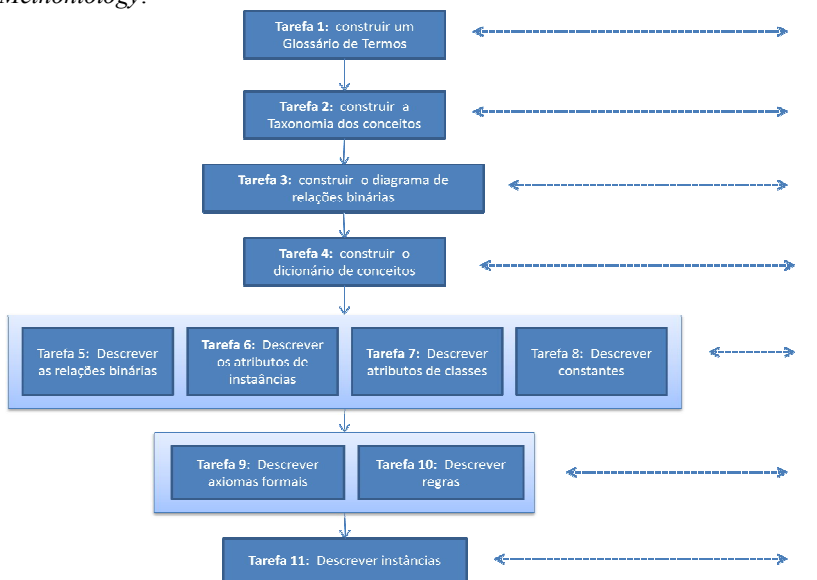 Methontology.
Tarefa 1: construir um
Glossário de Termos
Tarefa 2: construir a
Taxonomia dos conceitos
Tarefa 3: construir o diagrama de
relações binárias
Tarefa 4: construir o
dicionário de conceitos
Tarefa 5: Descrever
as relações binárias
Tarefa 6: Descrever
os atributos de
instaâncias
Tarefa 7: Descrever
atributos de classes
Tarefa 8: Descrever
constantes
Tarefa 9: Descrever
axiomas formais
Tarefa 10: Descrever
regras
Tarefa 11: Descrever instâncias